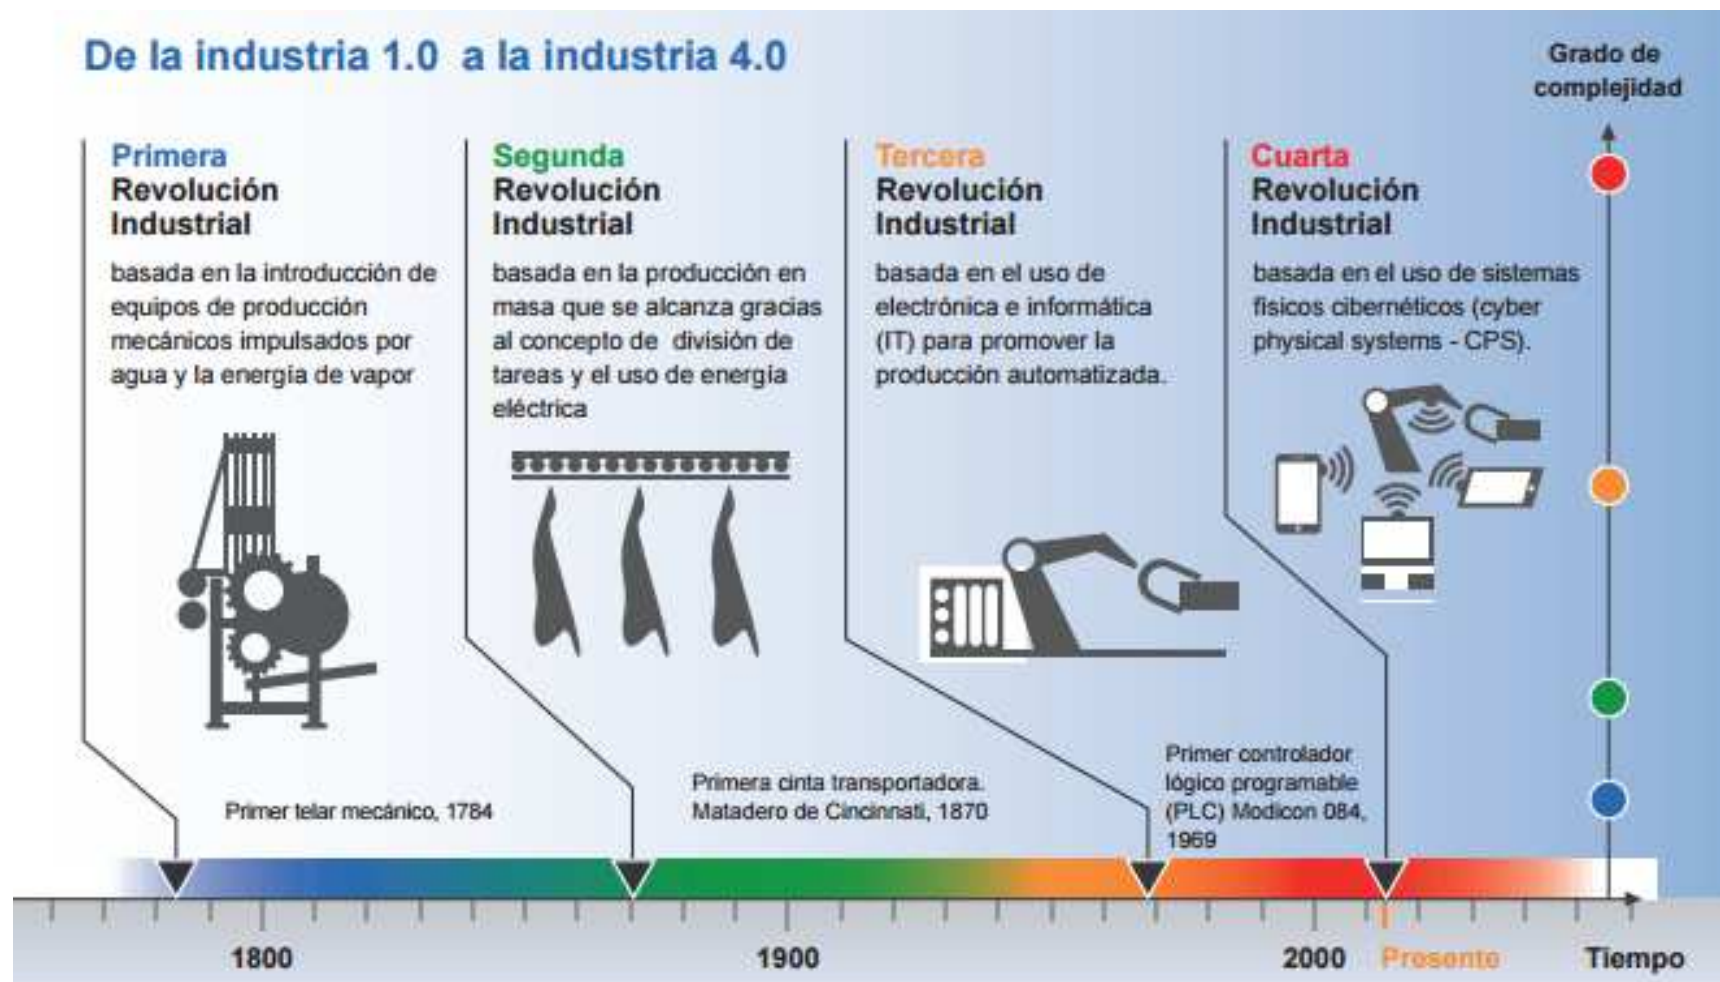 De la industria 1.0 a la industria 4.0
Grado de
complejidad
Primera
Revolución
Industrial
basada en la introducción de
equipos de producción
mecánicos impulsados por
agua y la energía de vapor
Segunda
Revolución
Industrial
basada en la producción en
masa que se alcanza gracias
al concepto de división de
tareas y el uso de energía
eléctrica
Tercera
Revolución
Industrial
basada en el uso de
electrónica e informática
(IT) para promover la
producción automatizada.
Cuarta
Revolución
Industrial
basada en el uso de sistemas
físicos cibernéticos (cyber
physical systems - CPS).
Primer telar mecánico, 1784
Primera cinta transportadora.
Matadero de Cincinnati, 1870
Primer controlador
lógico programable
(PLC) Modicon 084,
1969
1800
1900
2000
Presente
Tiempo